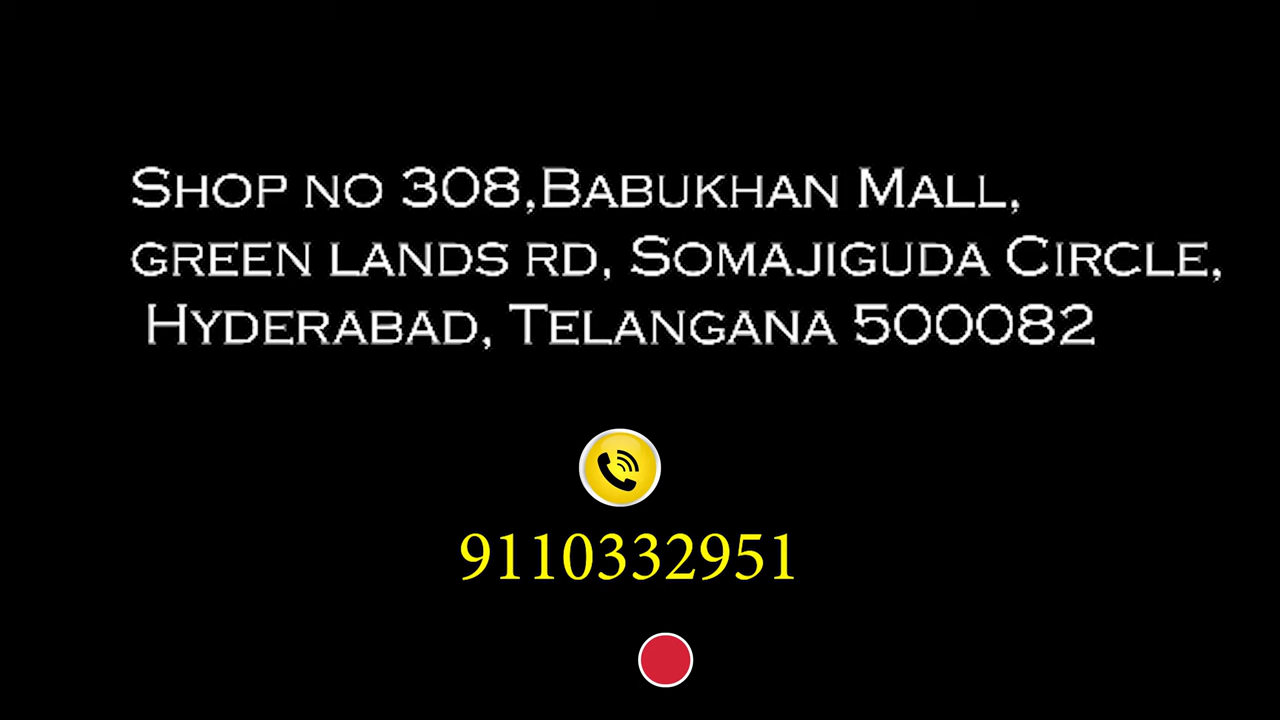 Shop no 308,Babukhan Mall,
green lands rd, Somajiguda Circle,
Hyderabad, Telangana 500082
9110332951